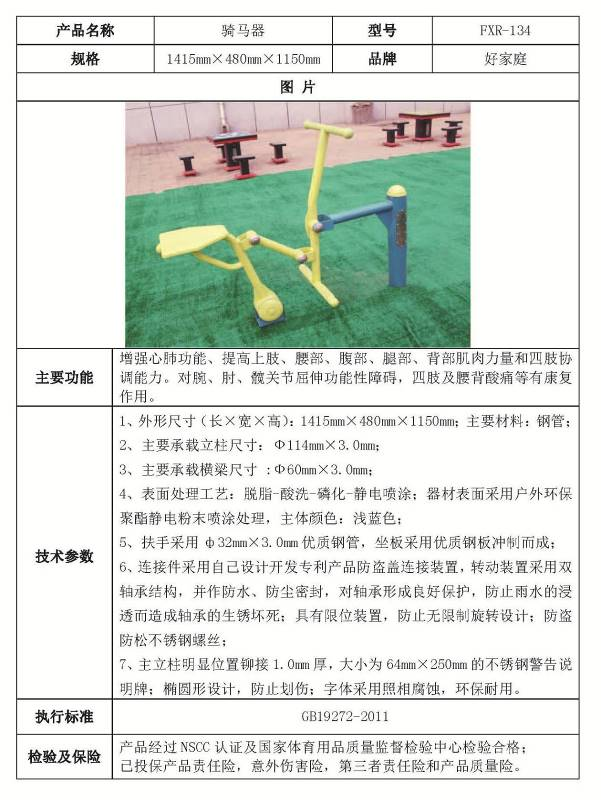 产品名称 骑马器 型号 FXR-134
规格 1415mm×480mm×1150mm 品牌 好家庭
图 片
主要功能
增强心肺功能、提高上肢、腰部、腹部、腿部、背部肌肉力量和四肢协
调能力。对腕、肘、髋关节屈伸功能性障碍，四肢及腰背酸痛等有康复
作用。
技术参数
1、外形尺寸（长×宽×高）：1415mm×480mm×1150mm；主要材料：钢管；
2、主要承载立柱尺寸：Φ114mm×3.0mm；
3、主要承载横梁尺寸：Φ60mm×3.0mm；
4、表面处理工艺：脱脂-酸洗-磷化-静电喷涂；器材表面采用户外环保
聚酯静电粉末喷涂处理，主体颜色：浅蓝色；
5、扶手采用 φ32mm×3.0mm 优质钢管，坐板采用优质钢板冲制而成；
6、连接件采用自己设计开发专利产品防盗盖连接装置，转动装置采用双
轴承结构，并作防水、防尘密封，对轴承形成良好保护，防止雨水的浸
透而造成轴承的生锈坏死；具有限位装置，防止无限制旋转设计；防盗
防松不锈钢螺丝；
7、主立柱明显位置铆接 1.0mm 厚，大小为 64mm×250mm 的不锈钢警告说
明牌；椭圆形设计，防止划伤；字体采用照相腐蚀，环保耐用。
执行标准 GB19272-2011
检验及保险
产品经过 NSCC 认证及国家体育用品质量监督检验中心检验合格；
已投保产品责任险，意外伤害险，第三者责任险和产品质量险。